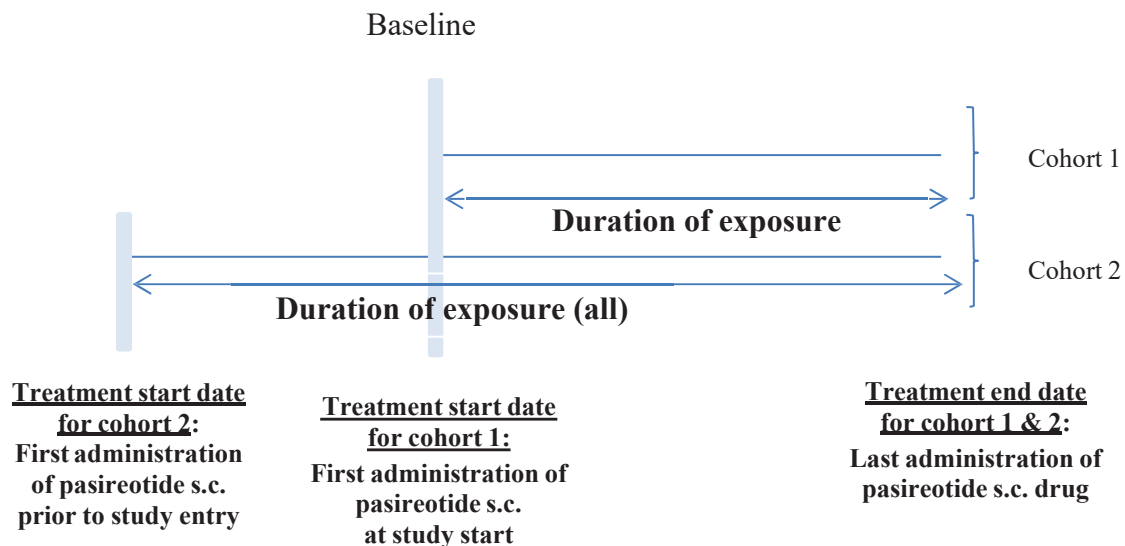 Baseline
Cohort 1
Duration of exposure
Cohort 2
Duration of exposure (all)
Treatment start date
for cohort 2:
First administration
of pasireotide s.c.
prior to study entry
Treatment start date
for cohort 1:
First administration of
pasireotide s.c.
at study start
Treatment end date
for cohort 1 & 2:
Last administration of
pasireotide s.c. drug